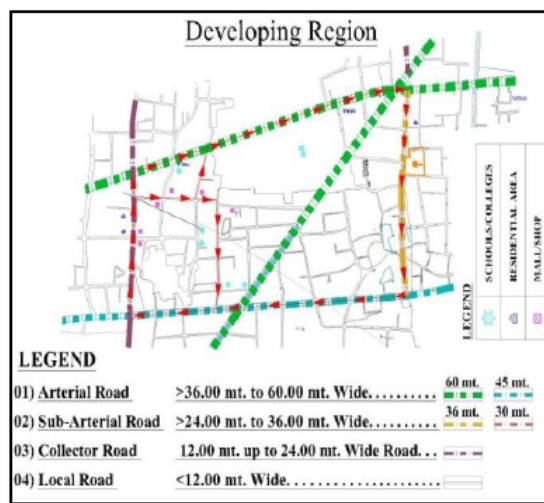 Developing Region
LEGEND
SCHOOLS/COLLEGES
RESIDENTIAL AREA
MALL/SHOP
LEGEND
60 mt. 45 mt.
01) Arterial Road >36.00 mt. to 60.00 mt. Wide..........
36 mt. 30 mt.
02) Sub-Arterial Road >24.00 mt. to 36.00 mt. Wide..........
03) Collector Road 12.00 mt. up to 24.00 mt. Wide Road...
04) Local Road <12.00 mt. Wide..........